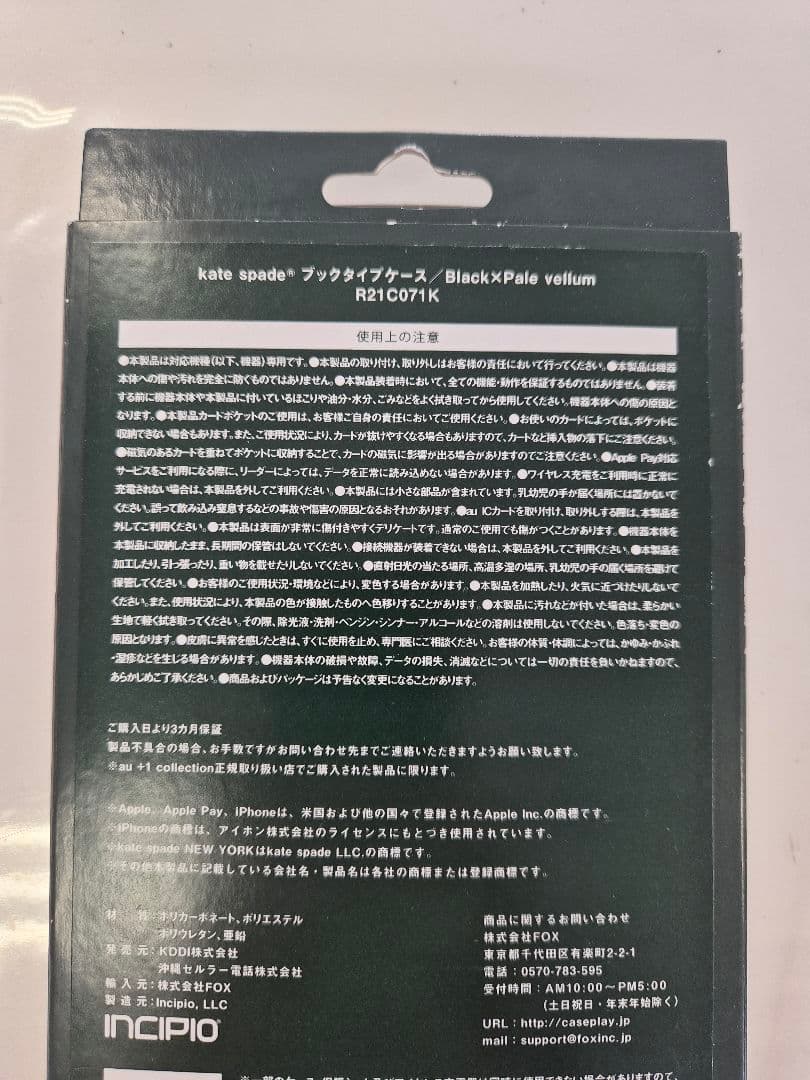 kate spade® ブックタイプケース／Black×Pale vellum
R21C071K
使用上の注意
●本製品は対応機種(以下、機器)専用です。●本製品の取り付け、取り外しはお客様の責任において行ってください。●本製品は機器
本体への傷や汚れを完全に防ぐものではありません。●本製品装着時において、全ての機能・動作を保証するものではありません。●装着
する前に機器本体や本製品に付いているほこりや油分・水分、ごみなどをよく拭き取ってから使用してください。機器本体への傷の原因と
なります。●本製品カードポケットのご使用は、お客様ご自身の責任においてご使用ください。●お使いのカードによっては、ポケットに
収納できない場合もあります。また、ご使用状況により、カードが抜けやすくなる場合もありますので、カードなど挿入物の落下にご注意ください。
●磁気のあるカードを重ねてポケットに収納することで、カードの磁気に影響が出る場合がありますのでご注意ください。●Apple Pay対応
サービスをご利用になる際に、リーダーによっては、データを正常に読み込めない場合があります。●ワイヤレス充電をご利用時に正常に
充電されない場合は、本製品を外してご利用ください。●本製品には小さな部品が含まれています。乳幼児の手が届く場所には置かないで
ください。誤って飲み込み窒息するなどの事故や傷害の原因となるおそれがあります。●au ICカードを取り付け、取り外しする際は、本製品を
外してご利用ください。●本製品は表面が非常に傷付きやすくデリケートです。通常のご使用でも傷がつくことがあります。●機器本体を
本製品に収納したまま、長期間の保管はしないでください。●接続機器が装着できない場合は、本製品を外してご利用ください。●本製品を
加工したり、引っ張ったり、重い物を載せたりしないでください。●直射日光の当たる場所、高温多湿の場所、乳幼児の手の届く場所を避けて
保管してください。●お客様のご使用状況・環境などにより、変色する場合があります。●本製品を加熱したり、火気に近づけたりしないで
ください。また、使用状況により、本製品の色が接触したものへ色移りすることがあります。●本製品に汚れなどが付いた場合は、柔らかい
生地で軽く拭き取ってください。その際、除光液・洗剤・ベンジン・シンナー・アルコールなどの溶剤は使用しないでください。色落ち・変色の
原因となります。●皮膚に異常を感じたときは、すぐに使用を止め、専門医にご相談ください。お客様の体質・体調によっては、かゆみ・かぶれ
・湿疹などを生じる場合があります。●機器本体の破損や故障、データの損失、消滅などについては一切の責任を負いかねますので、
あらかじめご了承ください。●商品およびパッケージは予告なく変更になることがあります。
ご購入日より3カ月保証
製品不具合の場合、お手数ですがお問い合わせ先までご連絡いただきますようお願い致します。
※au +1 collection正規取り扱い店でご購入された製品に限ります。
※Apple、Apple Pay、iPhoneは、米国および他の国々で登録されたApple Inc.の商標です。
※iPhoneの商標は、アイホン株式会社のライセンスにもとづき使用されています。
※kate spade NEW YORKはkate spade LLC.の商標です。
※その他本製品に記載している会社名・製品名は各社の商標または登録商標です。
材 質：ポリカーボネート、ポリエステル
ポリウレタン、亜鉛
発 売 元：KDDI株式会社
沖縄セルラー電話株式会社
輸 入 元：株式会社FOX
製 造 元：Incipio, LLC
INCIPIO
商品に関するお問い合わせ
株式会社FOX
東京都千代田区有楽町2-2-1
電話：0570-783-595
受付時間：AM10:00～PM5:00
(土日祝日・年末年始除く)
URL：http://caseplay.jp
mail：support@foxinc.jp